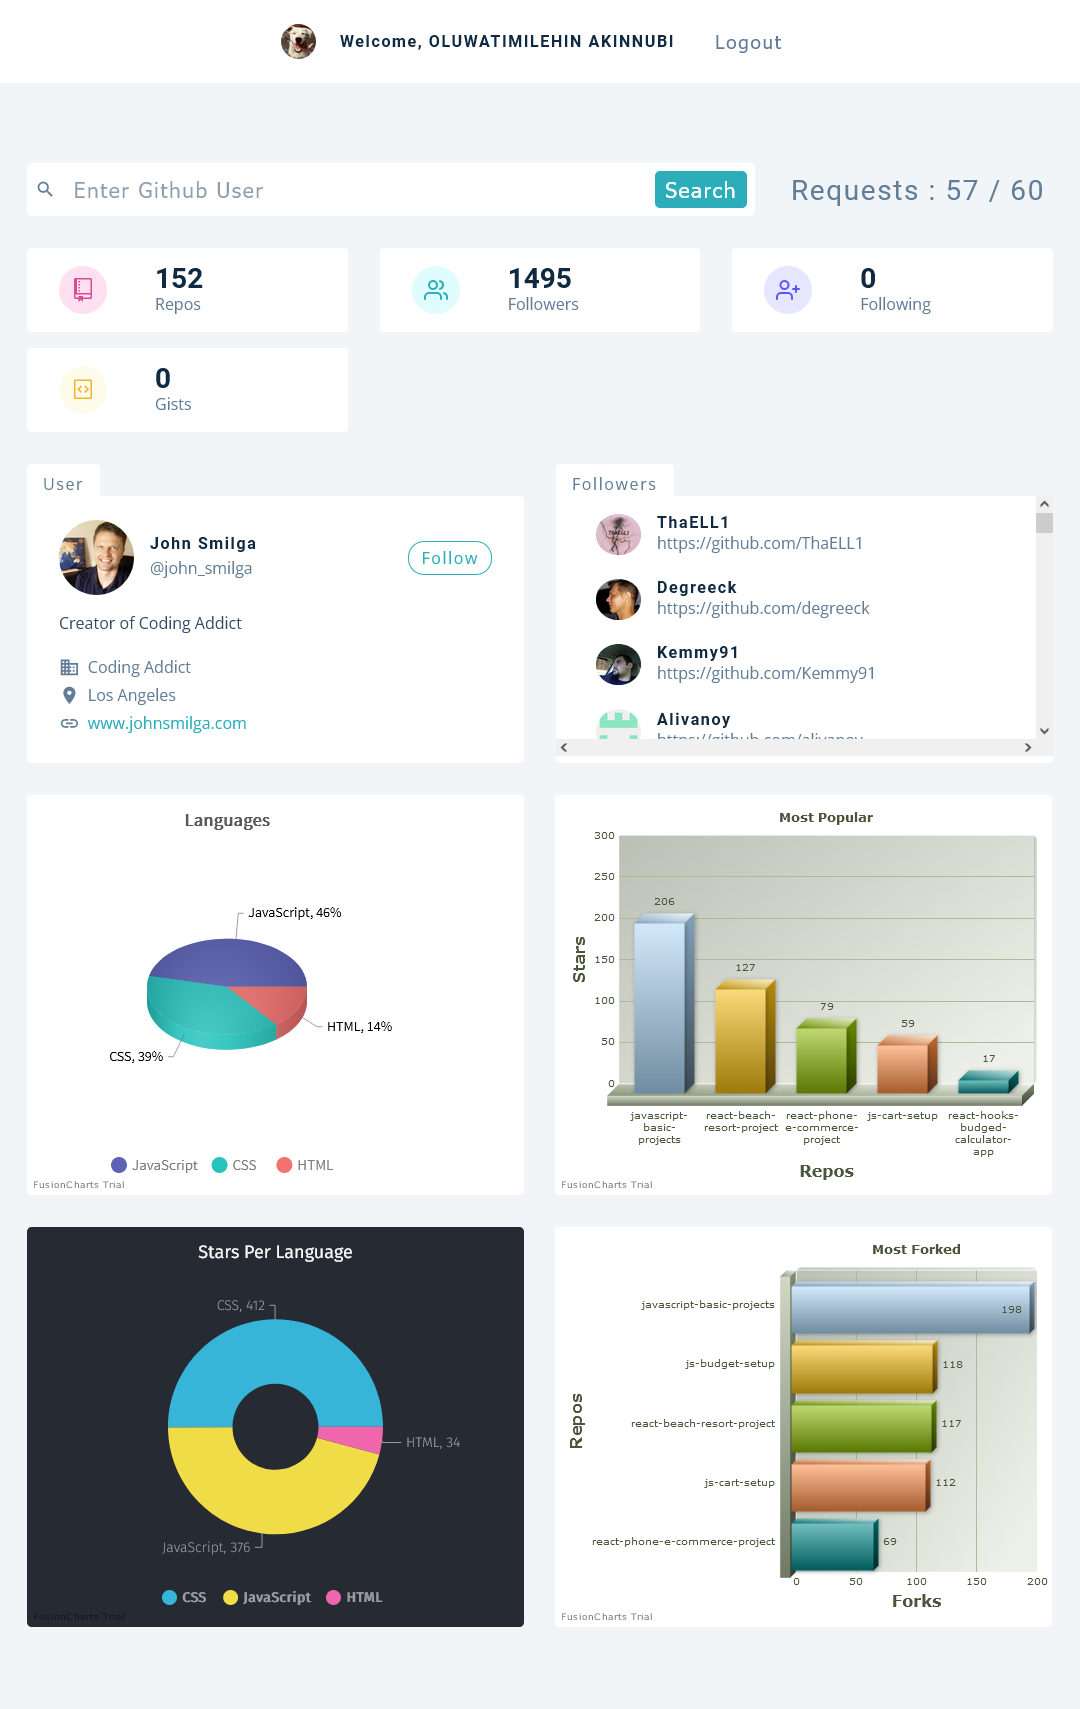 Welcome, OLUWATIMILEHIN AKINNUBI
Logout
Enter Github User
Search
Requests : 57 / 60
152
Repos
1495
Followers
0
Following
0
Gists
User
John Smilga
@john_smilga
Follow
Creator of Coding Addict
Coding Addict
Los Angeles
www.johnsmilga.com
Followers
ThaELL1
https://github.com/ThaELL1
Degreeck
https://github.com/degreeck
Kemmy91
https://github.com/Kemmy91
Alivanoy
https://github.com/alivanoy
Languages
JavaScript, 46%
HTML, 14%
CSS, 39%
JavaScript
CSS
HTML
FusionCharts Trial
Most Popular
Stars
300
250
200
150
100
50
0
206
127
79
59
17
javascript-
basic-
projects
react-beach-
resort-project
react-phone-
e-commerce-
project
js-cart-setup
react-hooks-
budged-
calculator-
app
Repos
FusionCharts Trial
Stars Per Language
CSS, 412
HTML, 34
JavaScript, 376
CSS
JavaScript
HTML
FusionCharts Trial
Most Forked
Repos
javascript-basic-projects
198
js-budget-setup
118
react-beach-resort-project
117
js-cart-setup
112
react-phone-e-commerce-project
69
0
50
100
150
200
Forks
FusionCharts Trial